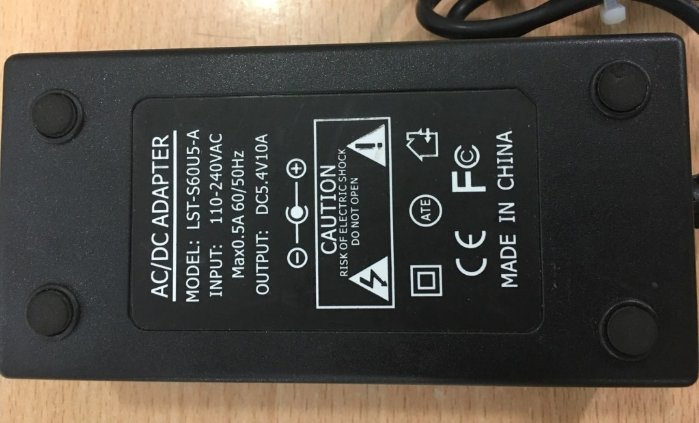 AC/DC ADAPTER
MODEL: LST-S60U5-A
INPUT: 110-240VAC
Max0.5A 60/50Hz
OUTPUT: DC5.4V10A
CAUTION
RISK OF ELECTRIC SHOCK
DO NOT OPEN
ATE
CE FC
MADE IN CHINA